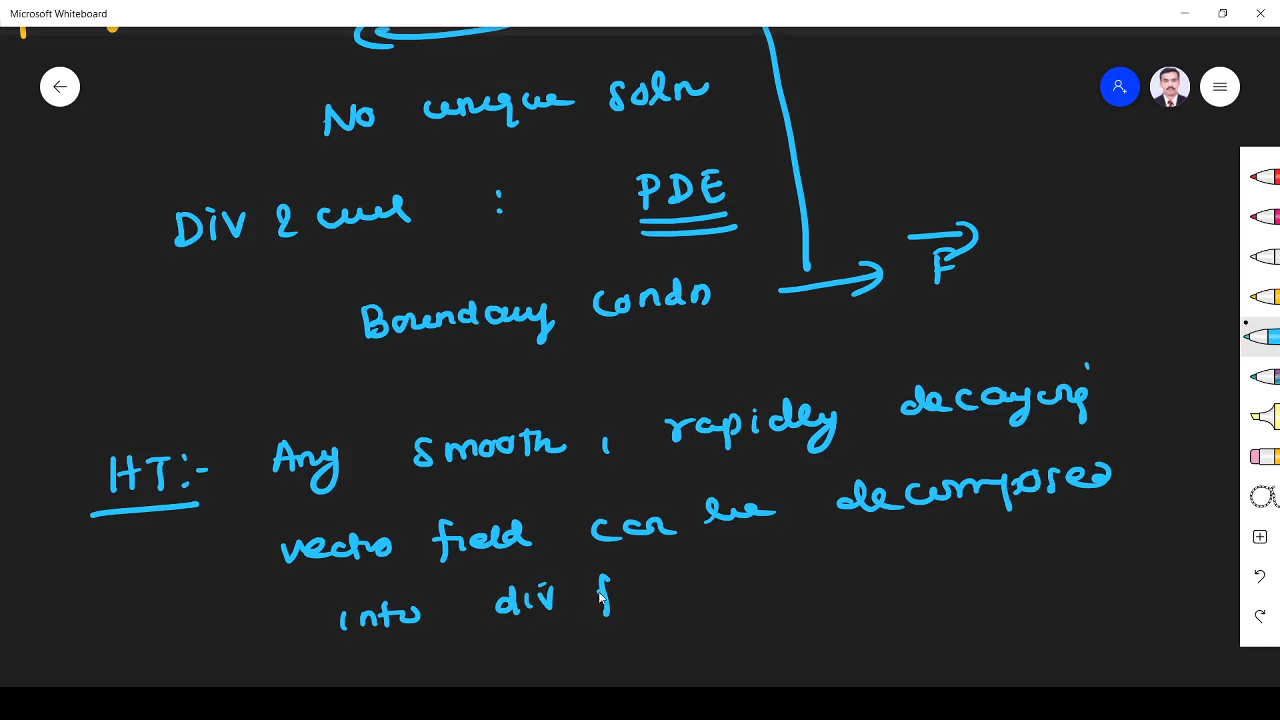 Microsoft Whiteboard
No unique soln
Div & curl : PDE
Boundary condn → F
HT:- Any smooth, rapidly decaying
vector field can be decomposed
into div f